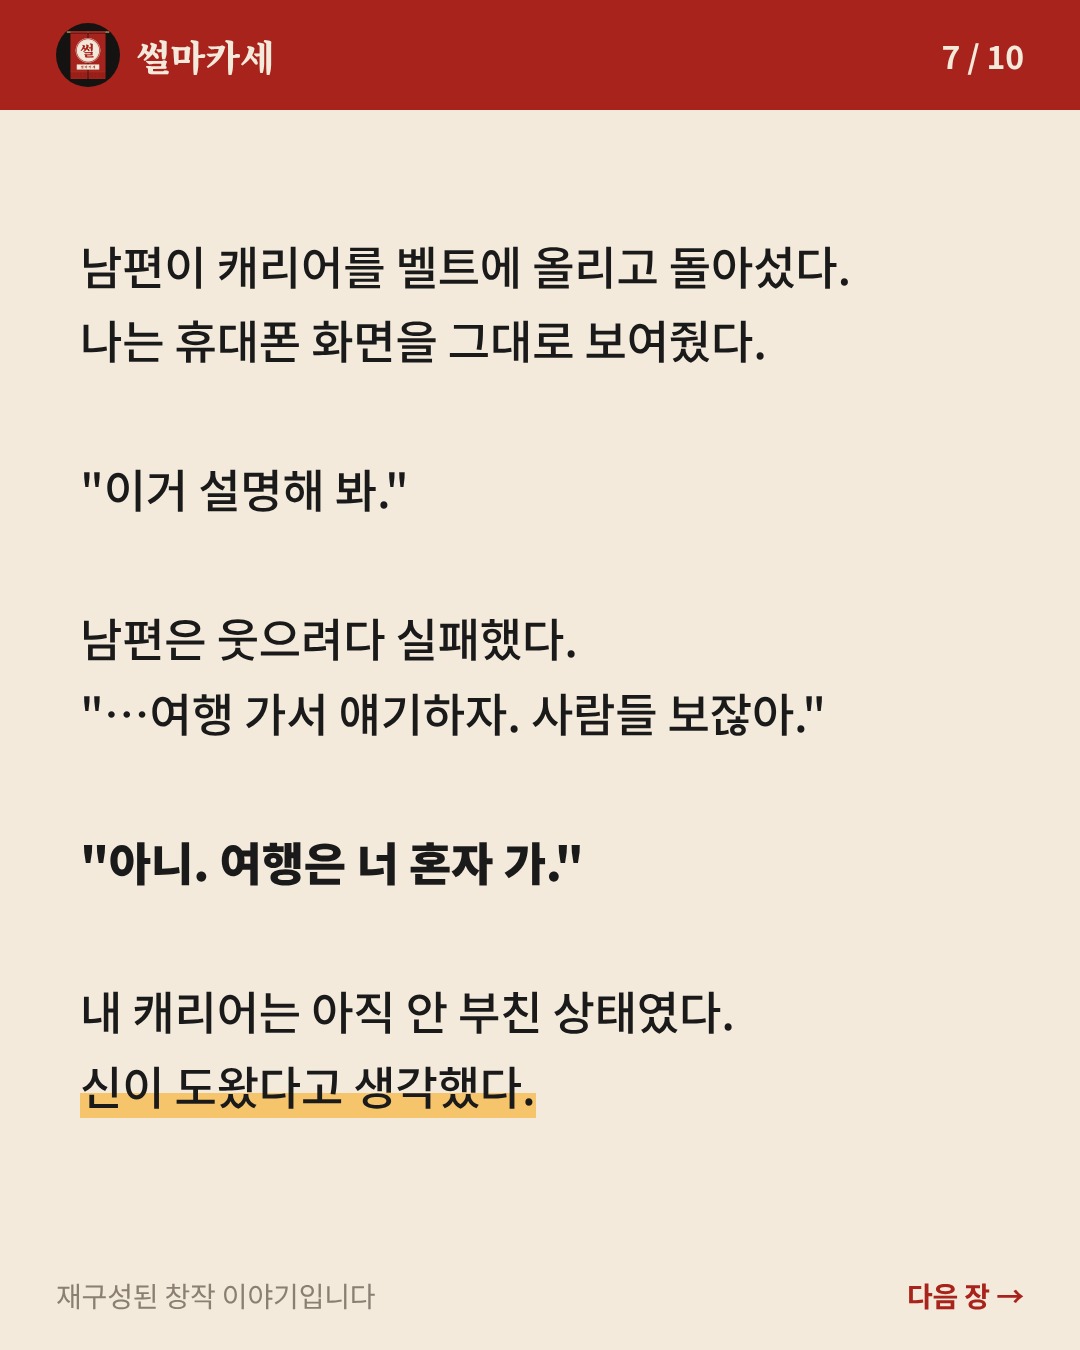 썰
썰마카세
7 / 10
남편이 캐리어를 벨트에 올리고 돌아섰다.
나는 휴대폰 화면을 그대로 보여줬다.
"이거 설명해 봐."
남편은 웃으려다 실패했다.
"…여행 가서 얘기하자. 사람들 보잖아."
"아니. 여행은 너 혼자 가."
내 캐리어는 아직 안 부친 상태였다.
신이 도왔다고 생각했다.
재구성된 창작 이야기입니다
다음 장 →